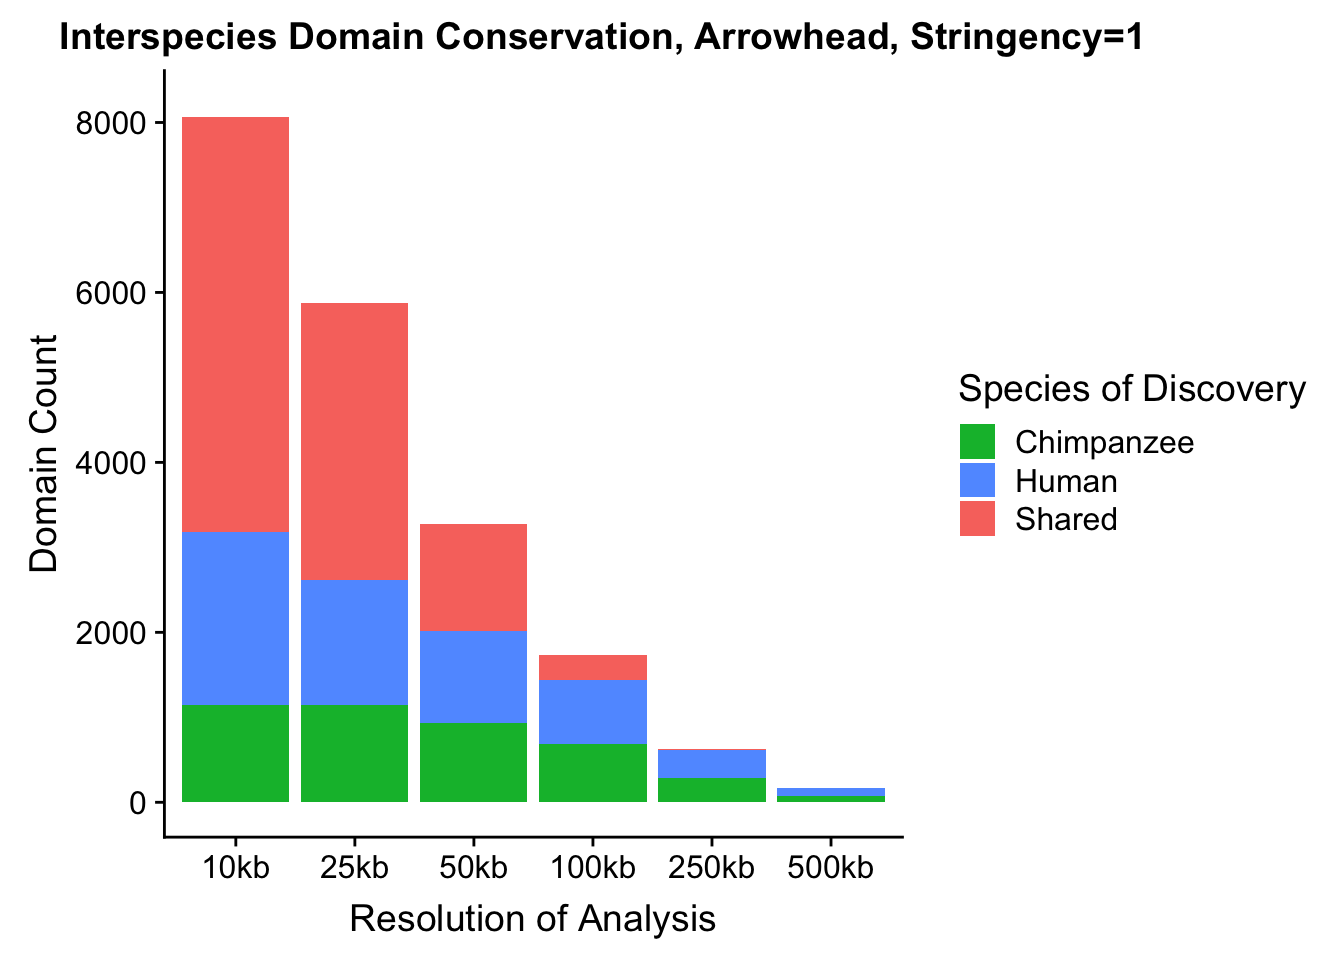 Interspecies Domain Conservation, Arrowhead, Stringency=1
Domain Count
8000
6000
4000
2000
0
10kb 25kb 50kb 100kb 250kb 500kb
Resolution of Analysis
Species of Discovery
Chimpanzee
Human
Shared